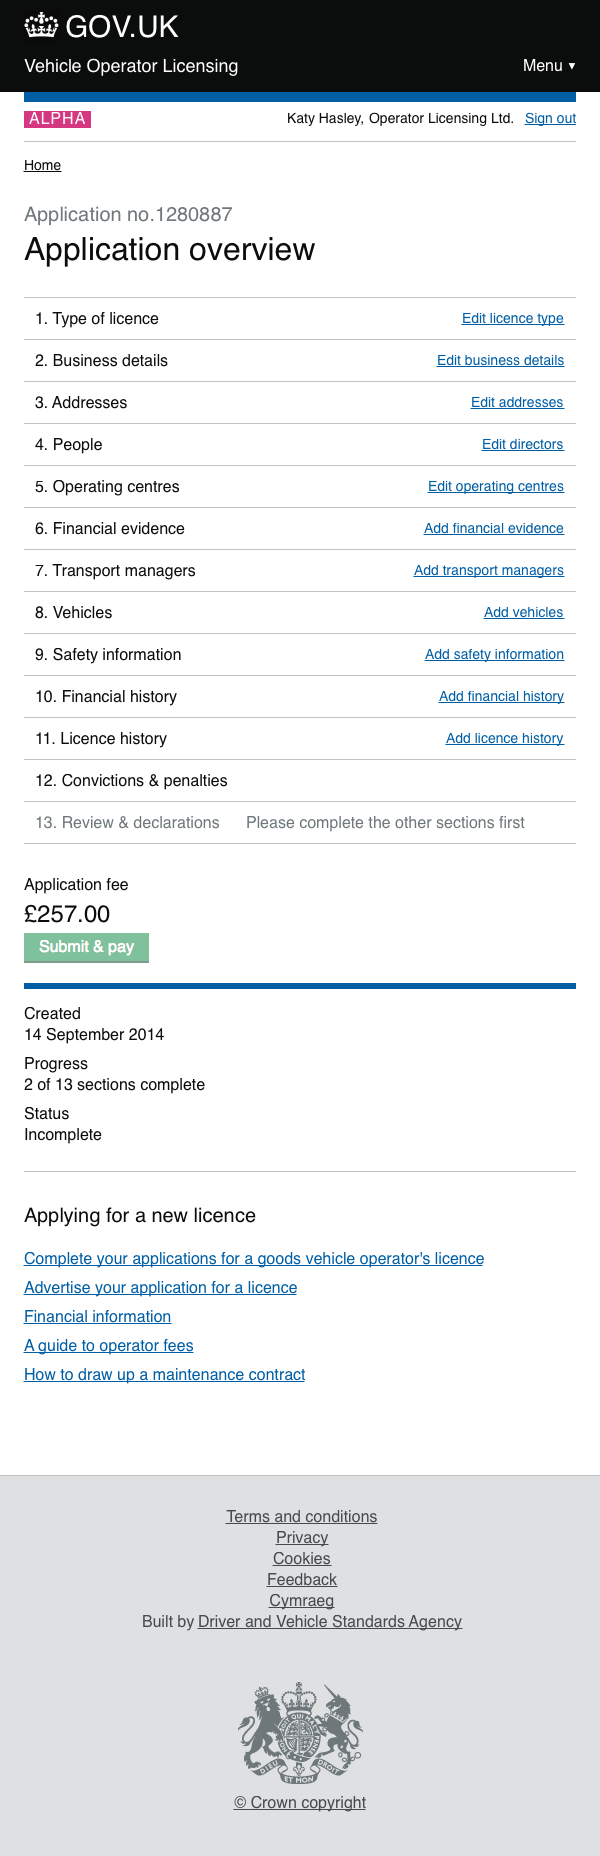 GOV.UK
Vehicle Operator Licensing
Menu ▼
ALPHA
Katy Hasley, Operator Licensing Ltd. Sign out
Home
Application no.1280887
Application overview
1. Type of licence Edit licence type
2. Business details Edit business details
3. Addresses Edit addresses
4. People Edit directors
5. Operating centres Edit operating centres
6. Financial evidence Add financial evidence
7. Transport managers Add transport managers
8. Vehicles Add vehicles
9. Safety information Add safety information
10. Financial history Add financial history
11. Licence history Add licence history
12. Convictions & penalties
13. Review & declarations Please complete the other sections first
Application fee
£257.00
Submit & pay
Created
14 September 2014
Progress
2 of 13 sections complete
Status
Incomplete
Applying for a new licence
Complete your applications for a goods vehicle operator's licence
Advertise your application for a licence
Financial information
A guide to operator fees
How to draw up a maintenance contract
Terms and conditions
Privacy
Cookies
Feedback
Cymraeg
Built by Driver and Vehicle Standards Agency
DIEU ET MON DROIT
© Crown copyright